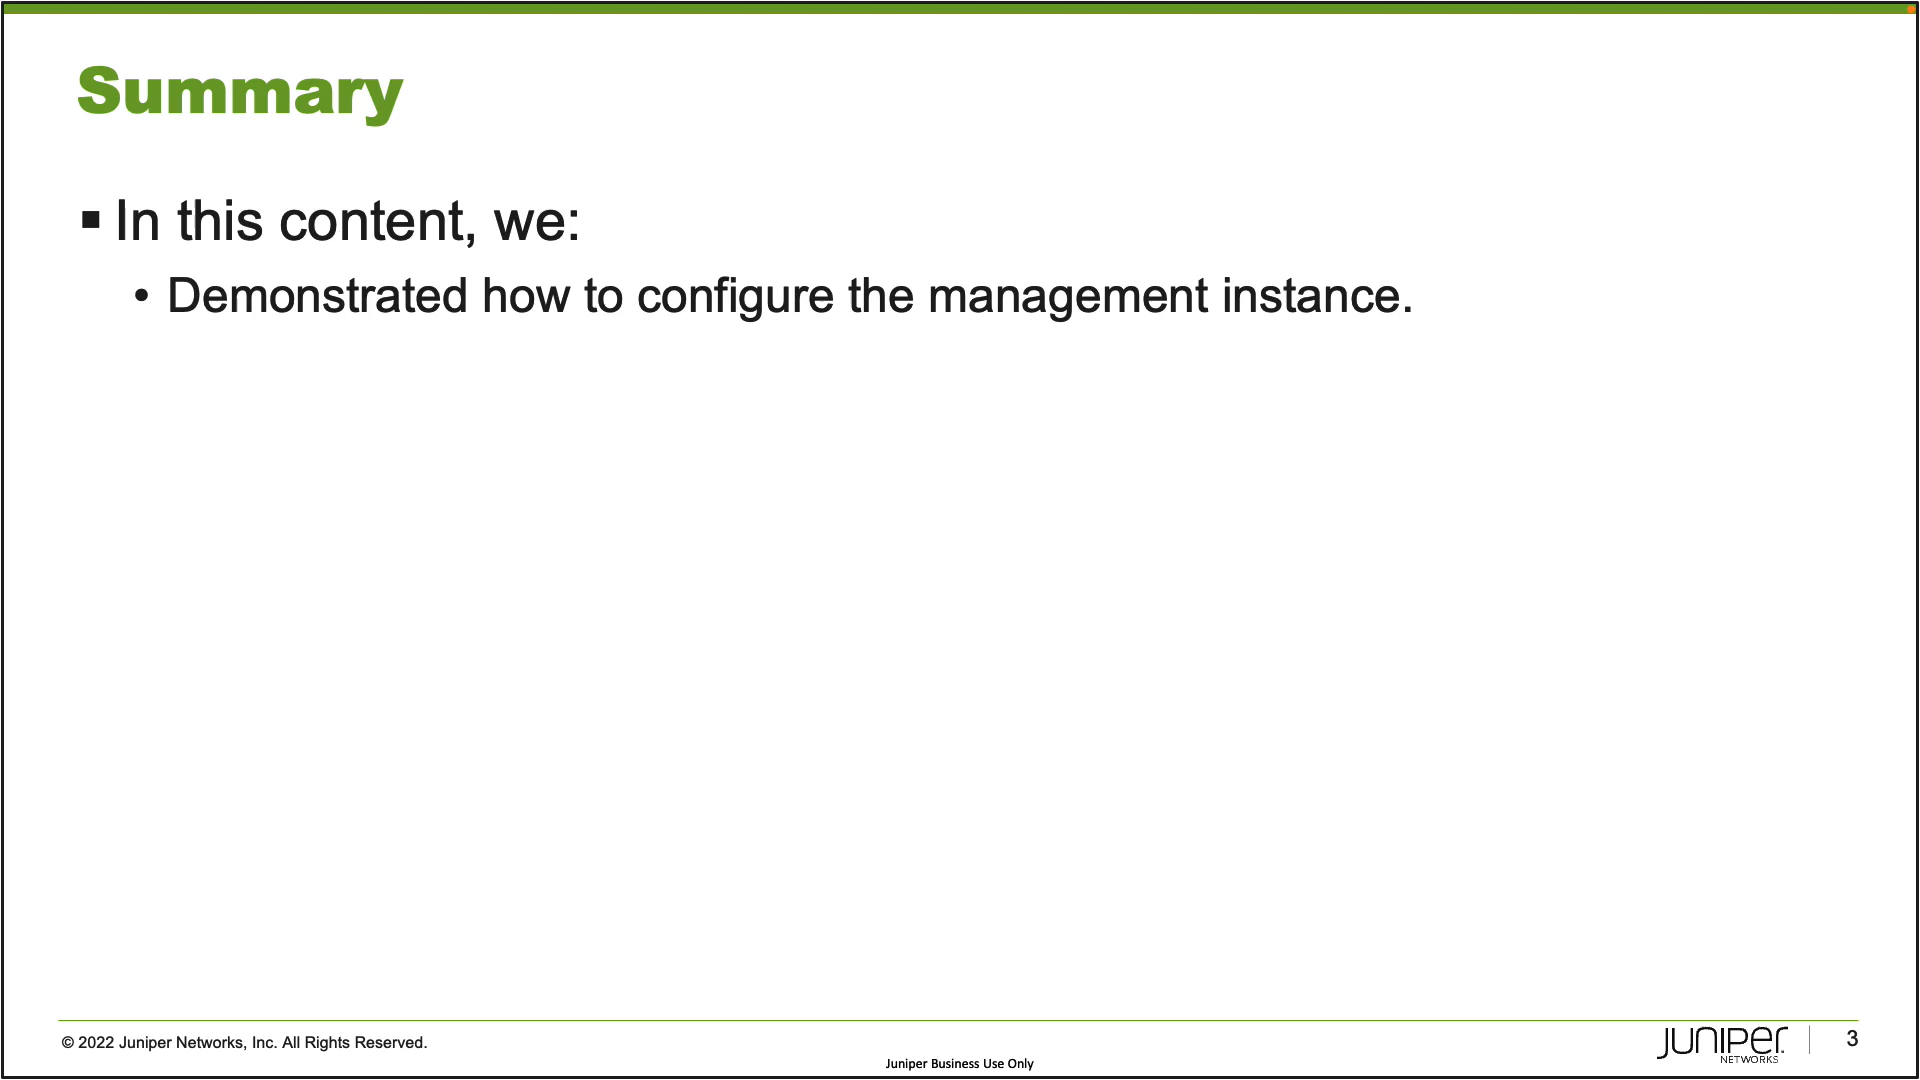 Summary
▪ In this content, we:
• Demonstrated how to configure the management instance.
© 2022 Juniper Networks, Inc. All Rights Reserved.
Juniper Business Use Only
JUNIPer
NETWORKS
3